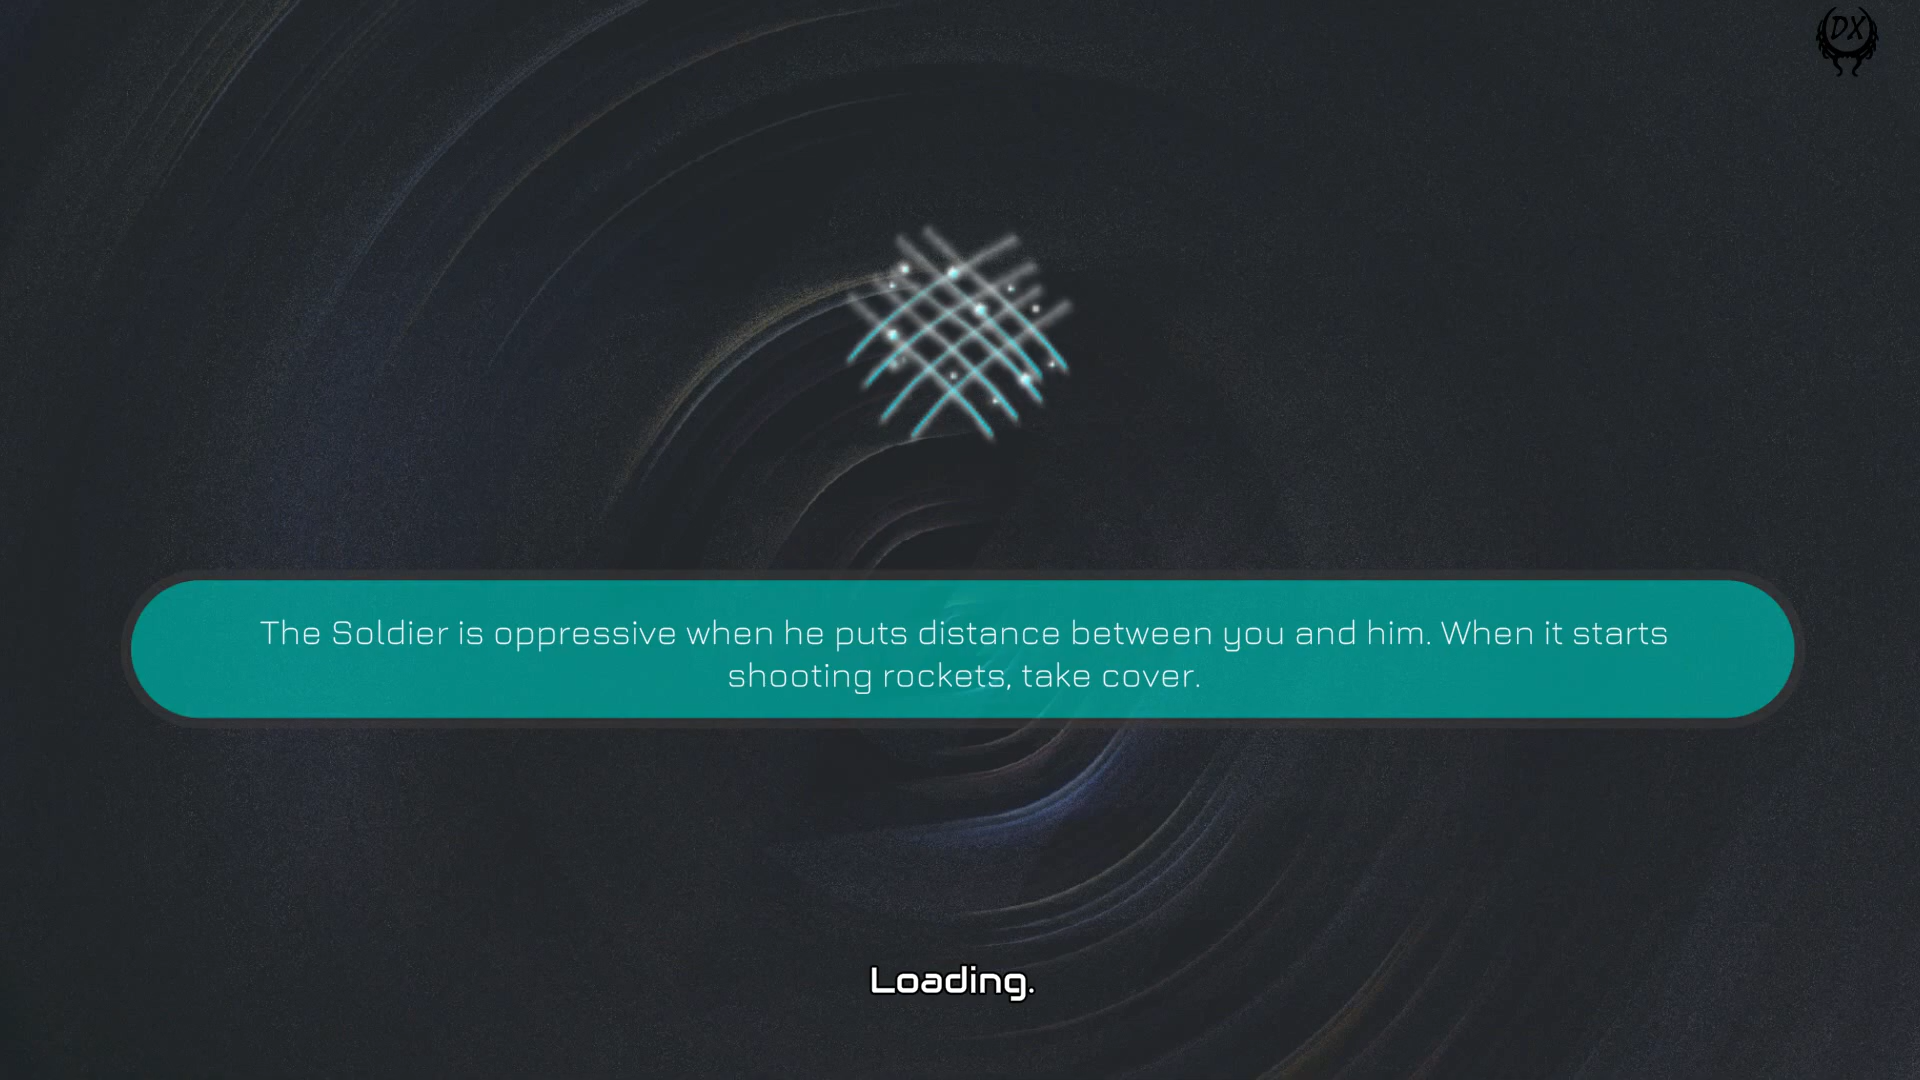 DX
The Soldier is oppressive when he puts distance between you and him. When it starts
shooting rockets, take cover.
Loading.